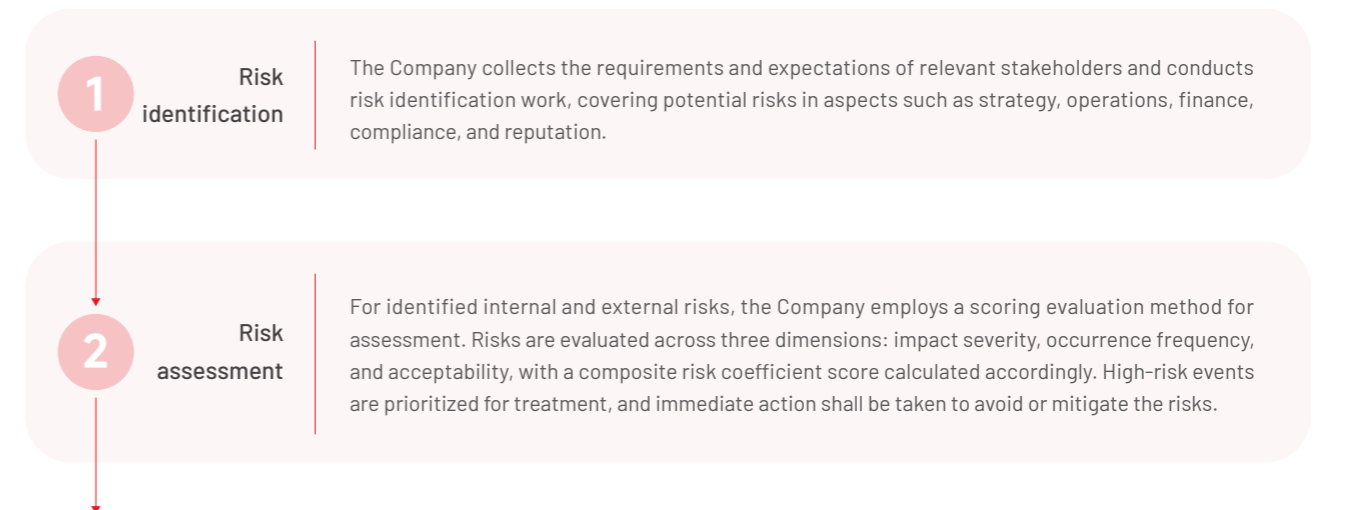 1
Risk
identification
The Company collects the requirements and expectations of relevant stakeholders and conducts
risk identification work, covering potential risks in aspects such as strategy, operations, finance,
compliance, and reputation.
2
Risk
assessment
For identified internal and external risks, the Company employs a scoring evaluation method for
assessment. Risks are evaluated across three dimensions: impact severity, occurrence frequency,
and acceptability, with a composite risk coefficient score calculated accordingly. High-risk events
are prioritized for treatment, and immediate action shall be taken to avoid or mitigate the risks.